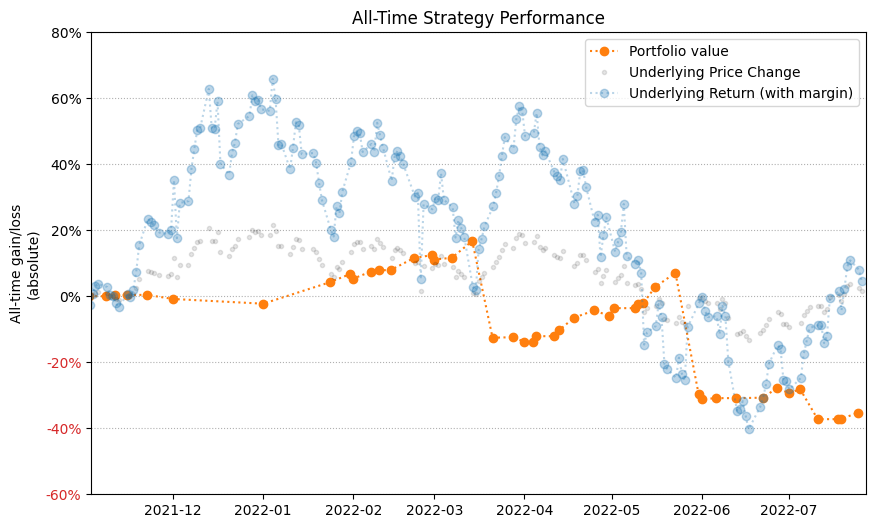 All-Time Strategy Performance
All-time gain/loss
(absolute)
80%
60%
40%
20%
0%
-20%
-40%
-60%
Portfolio value
Underlying Price Change
Underlying Return (with margin)
2021-12
2022-01
2022-02
2022-03
2022-04
2022-05
2022-06
2022-07